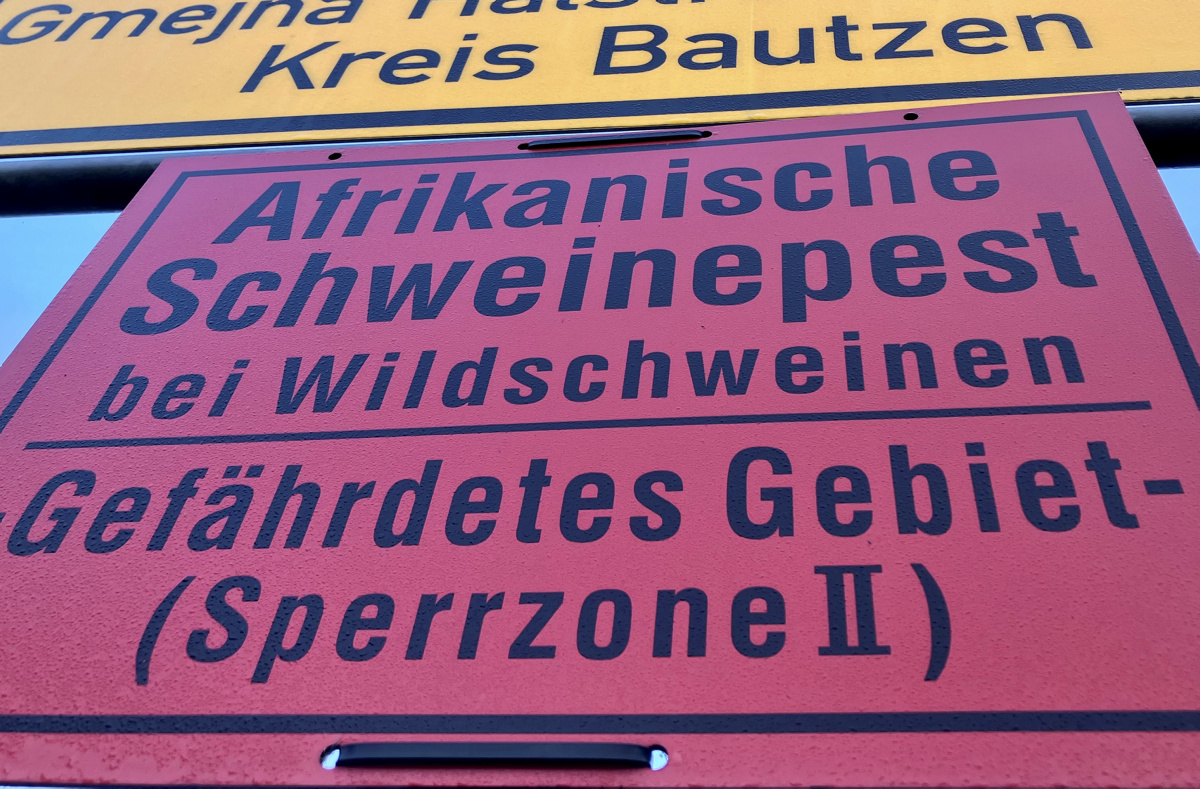 Gmejna
Kreis Bautzen
Afrikanische
Schweinepest
bei Wildschweinen
-Gefährdetes Gebiet-
(Sperrzone II)